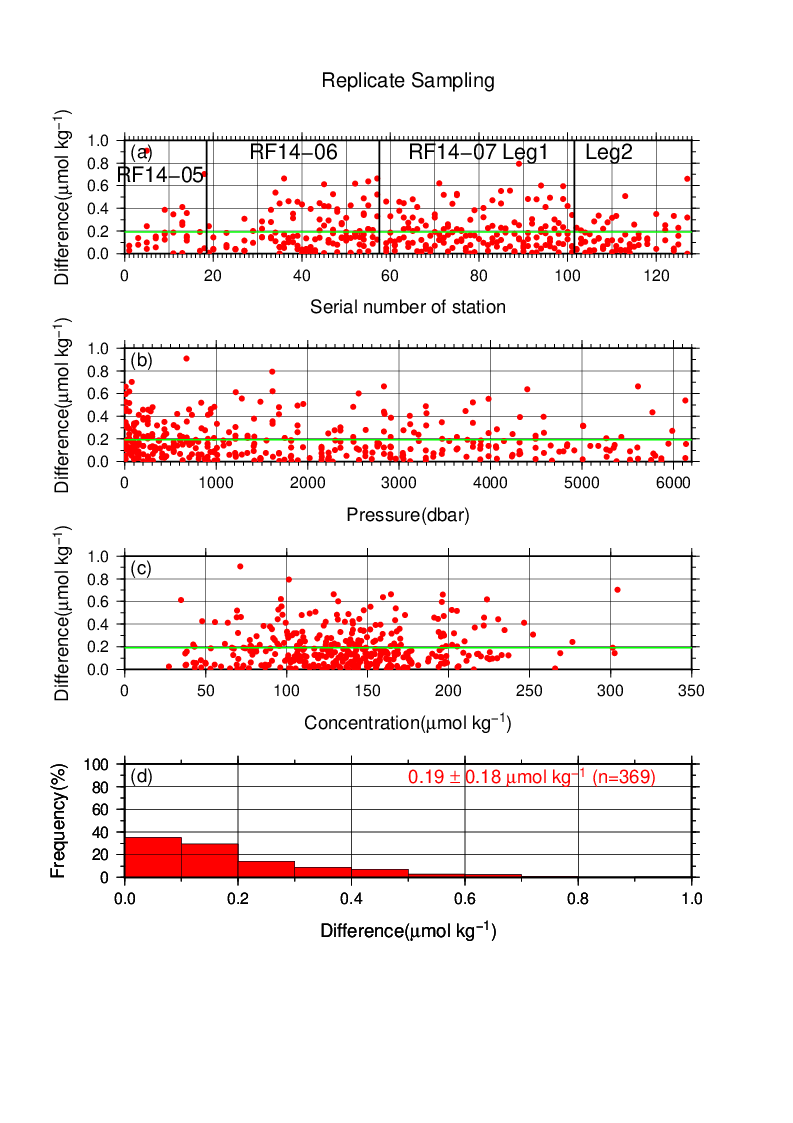 Replicate Sampling
Difference(μmol kg⁻¹)
1.0
0.8
0.6
0.4
0.2
0.0
(a)
RF14−05
RF14−06
RF14−07 Leg1
Leg2
0 20 40 60 80 100 120
Serial number of station
Difference(μmol kg⁻¹)
1.0
0.8
0.6
0.4
0.2
0.0
(b)
0 1000 2000 3000 4000 5000 6000
Pressure(dbar)
Difference(μmol kg⁻¹)
1.0
0.8
0.6
0.4
0.2
0.0
(c)
0 50 100 150 200 250 300 350
Concentration(μmol kg⁻¹)
Frequency(%)
100
80
60
40
20
0
(d)
0.19 ± 0.18 μmol kg⁻¹ (n=369)
0.0 0.2 0.4 0.6 0.8 1.0
Difference(μmol kg⁻¹)